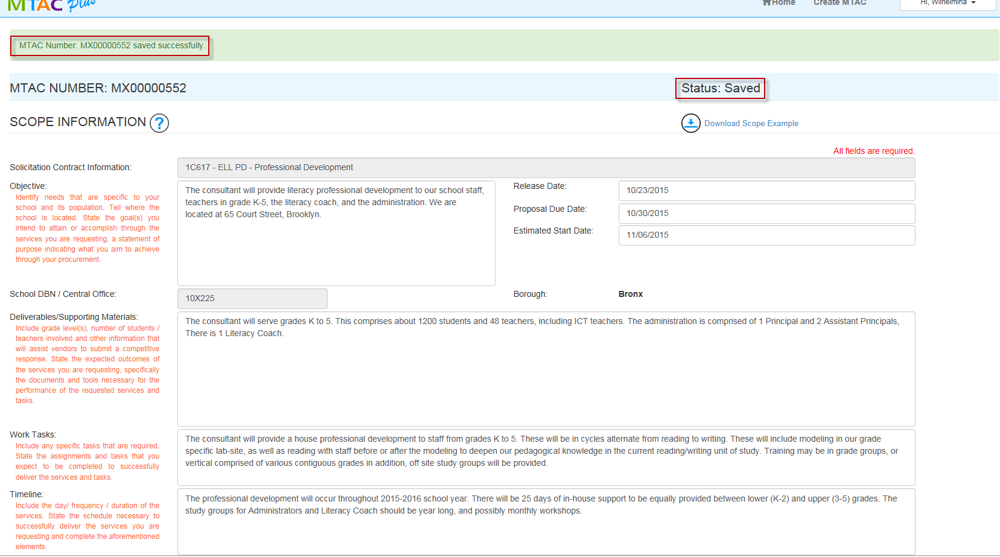 MTAC Plus
Home
Create MTAC
Hi, Wilhelmina
MTAC Number: MX00000552 saved successfully.
MTAC NUMBER: MX00000552
Status: Saved
SCOPE INFORMATION ?
Download Scope Example
All fields are required.
Solicitation Contract Information:
1C617 - ELL PD - Professional Development
Objective:
Identify needs that are specific to your
school and its population. Tell where the
school is located. State the goal(s) you
intend to attain or accomplish through the
services you are requesting, a statement of
purpose indicating what you aim to achieve
through your procurement.
The consultant will provide literacy professional development to our school staff,
teachers in grade K-5, the literacy coach, and the administration. We are
located at 65 Court Street, Brooklyn.
Release Date:
10/23/2015
Proposal Due Date:
10/30/2015
Estimated Start Date:
11/06/2015
School DBN / Central Office:
10X225
Borough:
Bronx
Deliverables/Supporting Materials:
Include grade level(s), number of students /
teachers involved and other information that
will assist vendors to submit a competitive
response. State the expected outcomes of
the services you are requesting, specifically
the documents and tools necessary for the
performance of the requested services and
tasks.
The consultant will serve grades K to 5. This comprises about 1200 students and 48 teachers, including ICT teachers. The administration is comprised of 1 Principal and 2 Assistant Principals,
There is 1 Literacy Coach.
Work Tasks:
Include any specific tasks that are required.
State the assignments and tasks that you
expect to be completed to successfully
deliver the services and tasks.
The consultant will provide a house professional development to staff from grades K to 5. These will be in cycles alternate from reading to writing. These will include modeling in our grade
specific lab-site, as well as reading with staff before or after the modeling to deepen our pedagogical knowledge in the current reading/writing unit of study. Training may be in grade groups, or
vertical comprised of various contiguous grades in addition, off site study groups will be provided.
Timeline:
Include the day/ frequency / duration of the
services. State the schedule necessary to
successfully deliver the services you are
requesting and complete the aforementioned
elements.
The professional development will occur throughout 2015-2016 school year. There will be 25 days of in-house support to be equally provided between lower (K-2) and upper (3-5) grades. The
study groups for Administrators and Literacy Coach should be year long, and possibly monthly workshops.